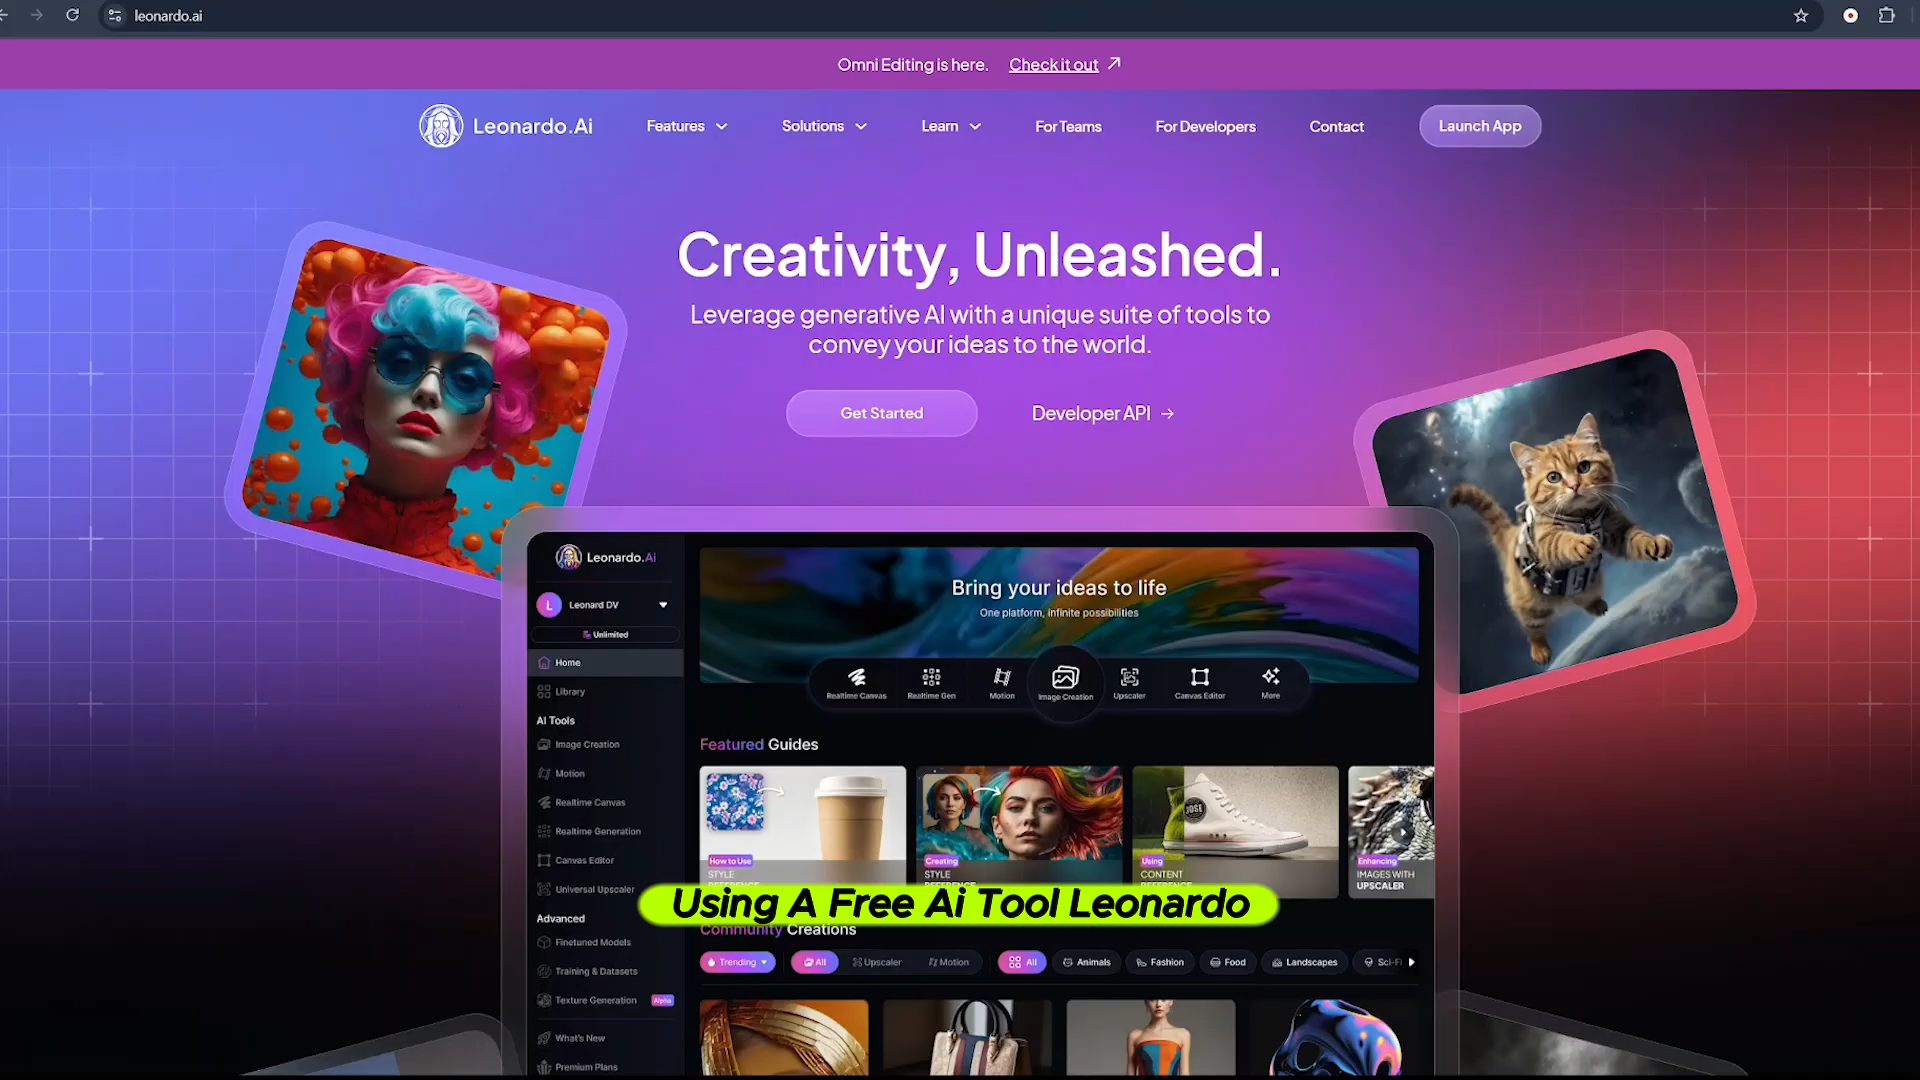 leonardo.ai
Omni Editing is here. Check it out
Leonardo.Ai
Features
Solutions
Learn
For Teams
For Developers
Contact
Launch App
Creativity, Unleashed.
Leverage generative AI with a unique suite of tools to
convey your ideas to the world.
Get Started
Developer API →
Leonardo.Ai
L
Leonard DV
Unlimited
Home
Library
AI Tools
Image Creation
Motion
Realtime Canvas
Realtime Generation
Canvas Editor
Universal Upscaler
Advanced
Finetuned Models
Training & Datasets
Texture Generation Alpha
What's New
Premium Plans
Bring your ideas to life
One platform, infinite possibilities
Realtime Canvas
Realtime Gen
Motion
Image Creation
Upscaler
Canvas Editor
More
Featured Guides
How to Use
STYLE
Creating
STYLE
JOSE
Using
CONTENT
Enhancing
IMAGES WITH
UPSCALER
Using A Free Ai Tool Leonardo
Community Creations
Trending
All
Upscaler
Motion
All
Animals
Fashion
Food
Landscapes
Sci-Fi